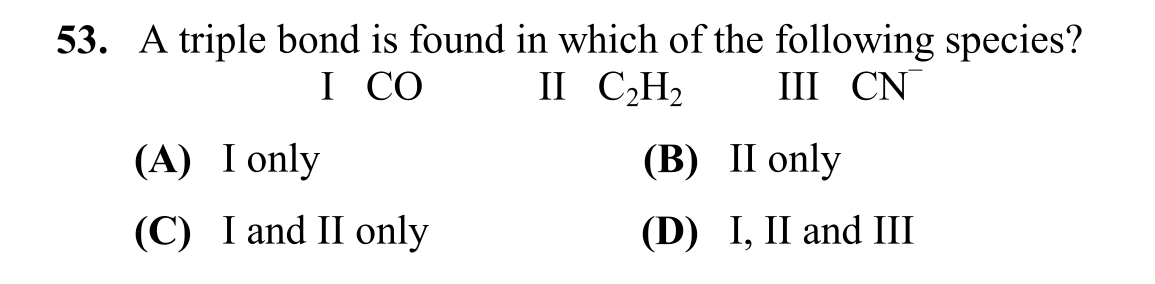 53. A triple bond is found in which of the following species?
I CO II C₂H₂ III CN⁻
(A) I only (B) II only
(C) I and II only (D) I, II and III